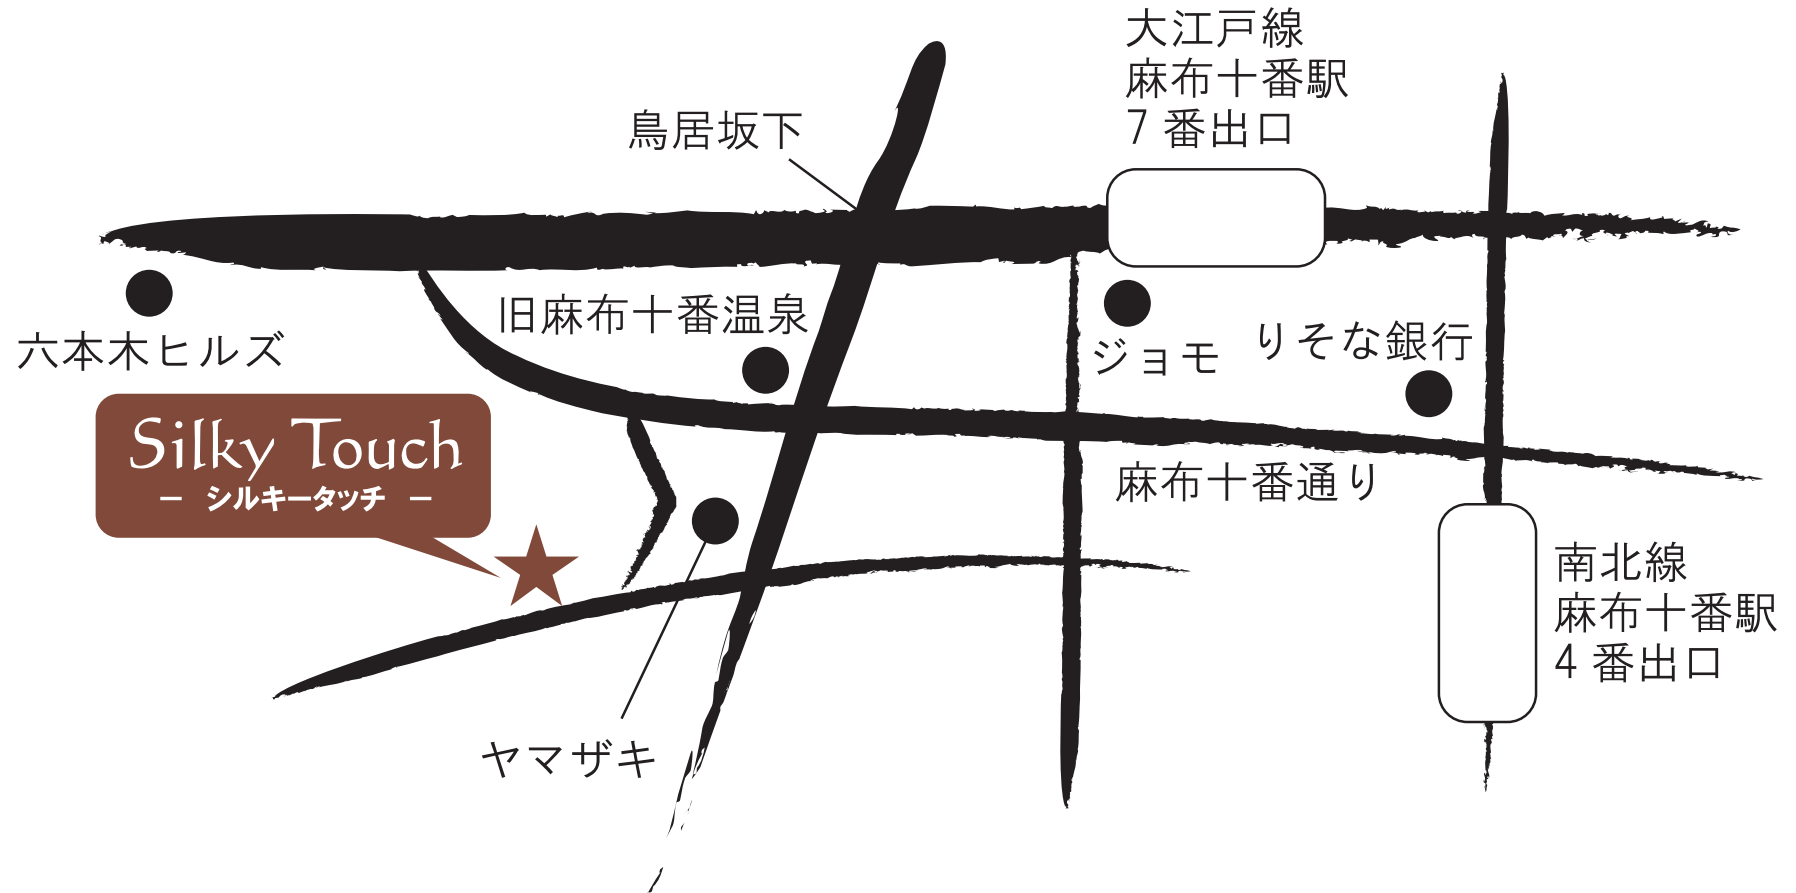 大江戸線
麻布十番駅
7 番出口
鳥居坂下
旧麻布十番温泉
六本木ヒルズ
ジョモ
りそな銀行
Silky Touch
－ シルキータッチ －
麻布十番通り
南北線
麻布十番駅
4 番出口
ヤマザキ